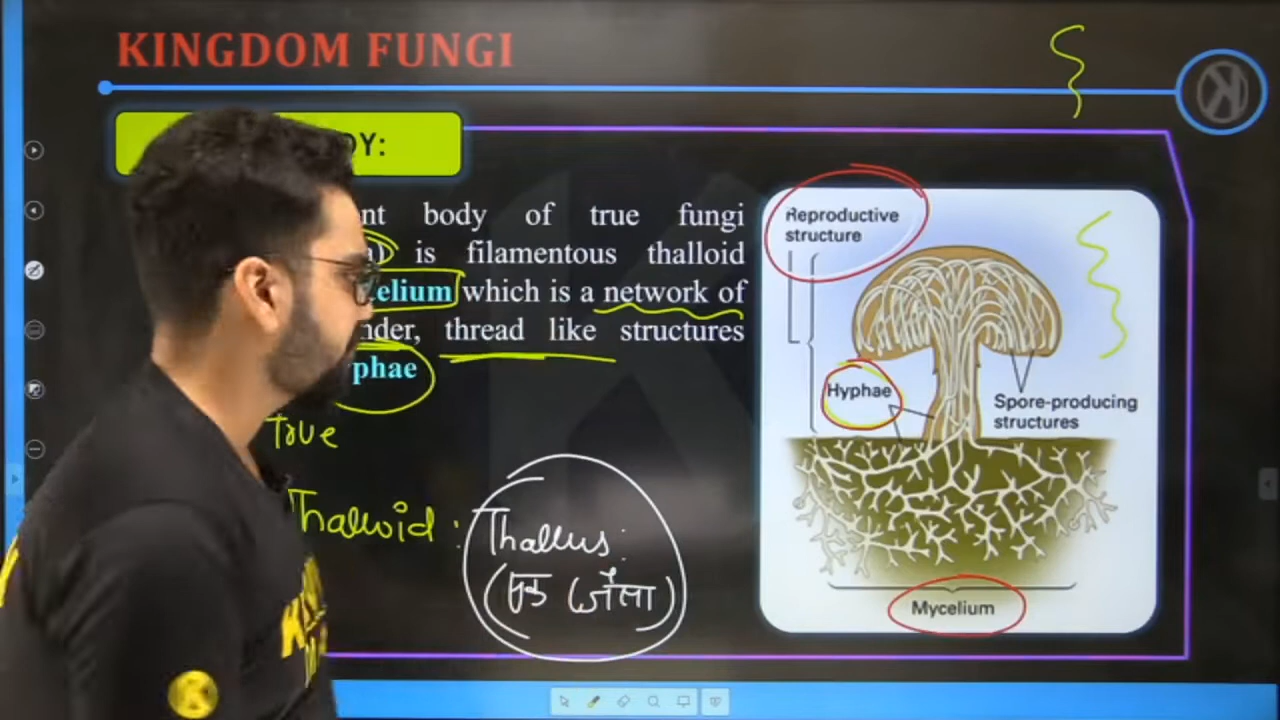 KINGDOM FUNGI
DY:
nt body of true fungi
a) is filamentous thalloid
elium which is a network of
nder, thread like structures
phae
True
Thalloid :
Thallus :
(एक जैसा)
Reproductive
structure
Hyphae
Spore-producing
structures
Mycelium